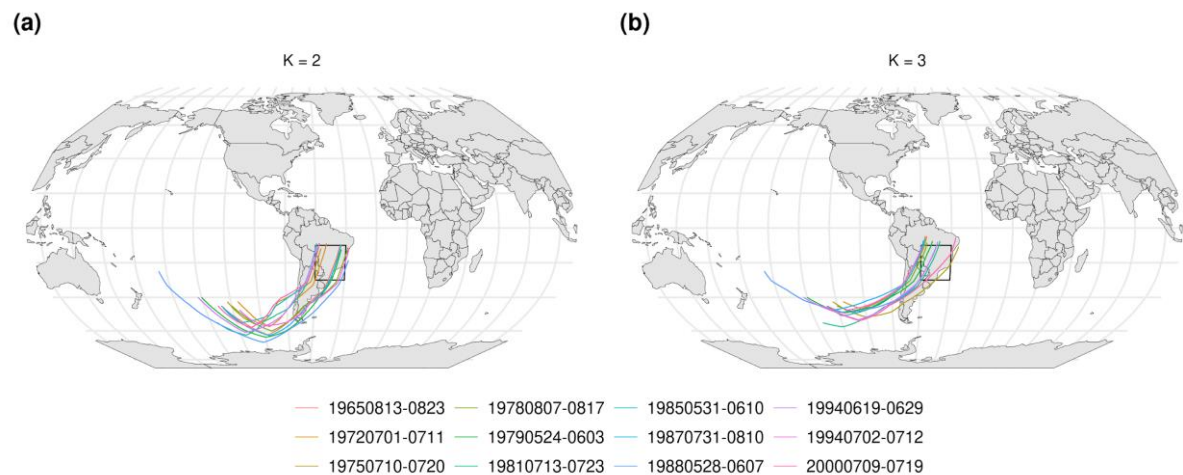 (a)
(b)
K = 2
K = 3
19650813-0823 19780807-0817 19850531-0610 19940619-0629
19720701-0711 19790524-0603 19870731-0810 19940702-0712
19750710-0720 19810713-0723 19880528-0607 20000709-0719